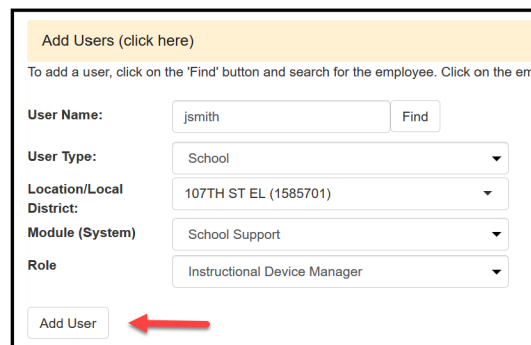 Add Users (click here)
To add a user, click on the 'Find' button and search for the employee. Click on the
User Name: jsmith Find
User Type: School
Location/Local District: 107TH ST EL (1585701)
Module (System) School Support
Role Instructional Device Manager
Add User